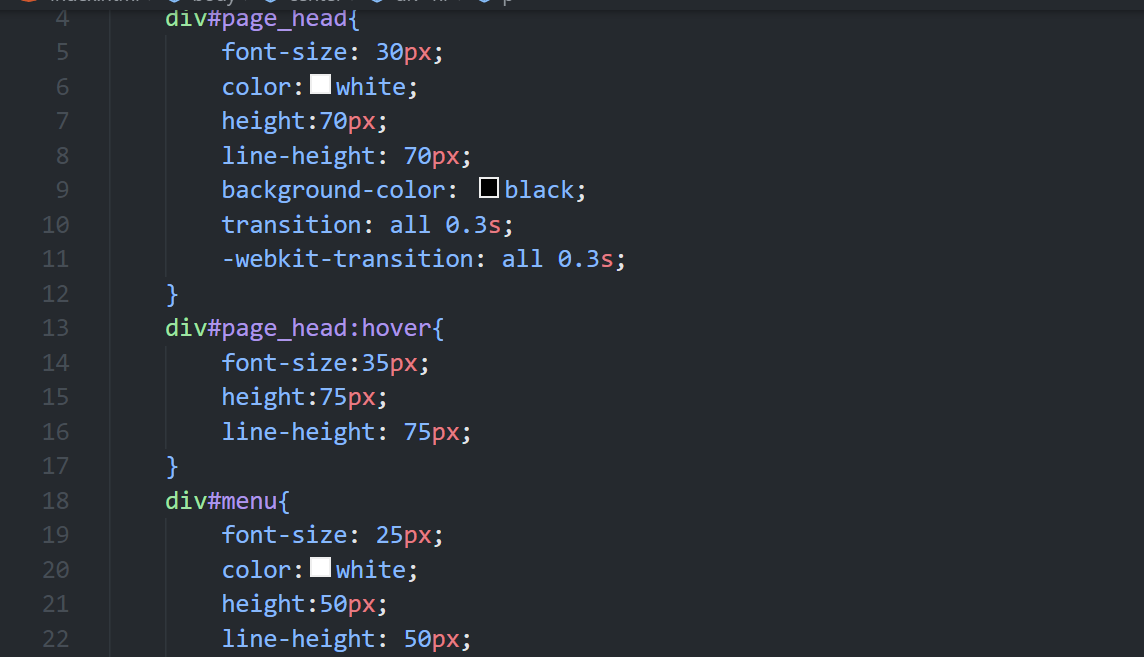 4 div#page_head{
5 font-size: 30px;
6 color: white;
7 height:70px;
8 line-height: 70px;
9 background-color: black;
10 transition: all 0.3s;
11 -webkit-transition: all 0.3s;
12 }
13 div#page_head:hover{
14 font-size:35px;
15 height:75px;
16 line-height: 75px;
17 }
18 div#menu{
19 font-size: 25px;
20 color: white;
21 height:50px;
22 line-height: 50px;